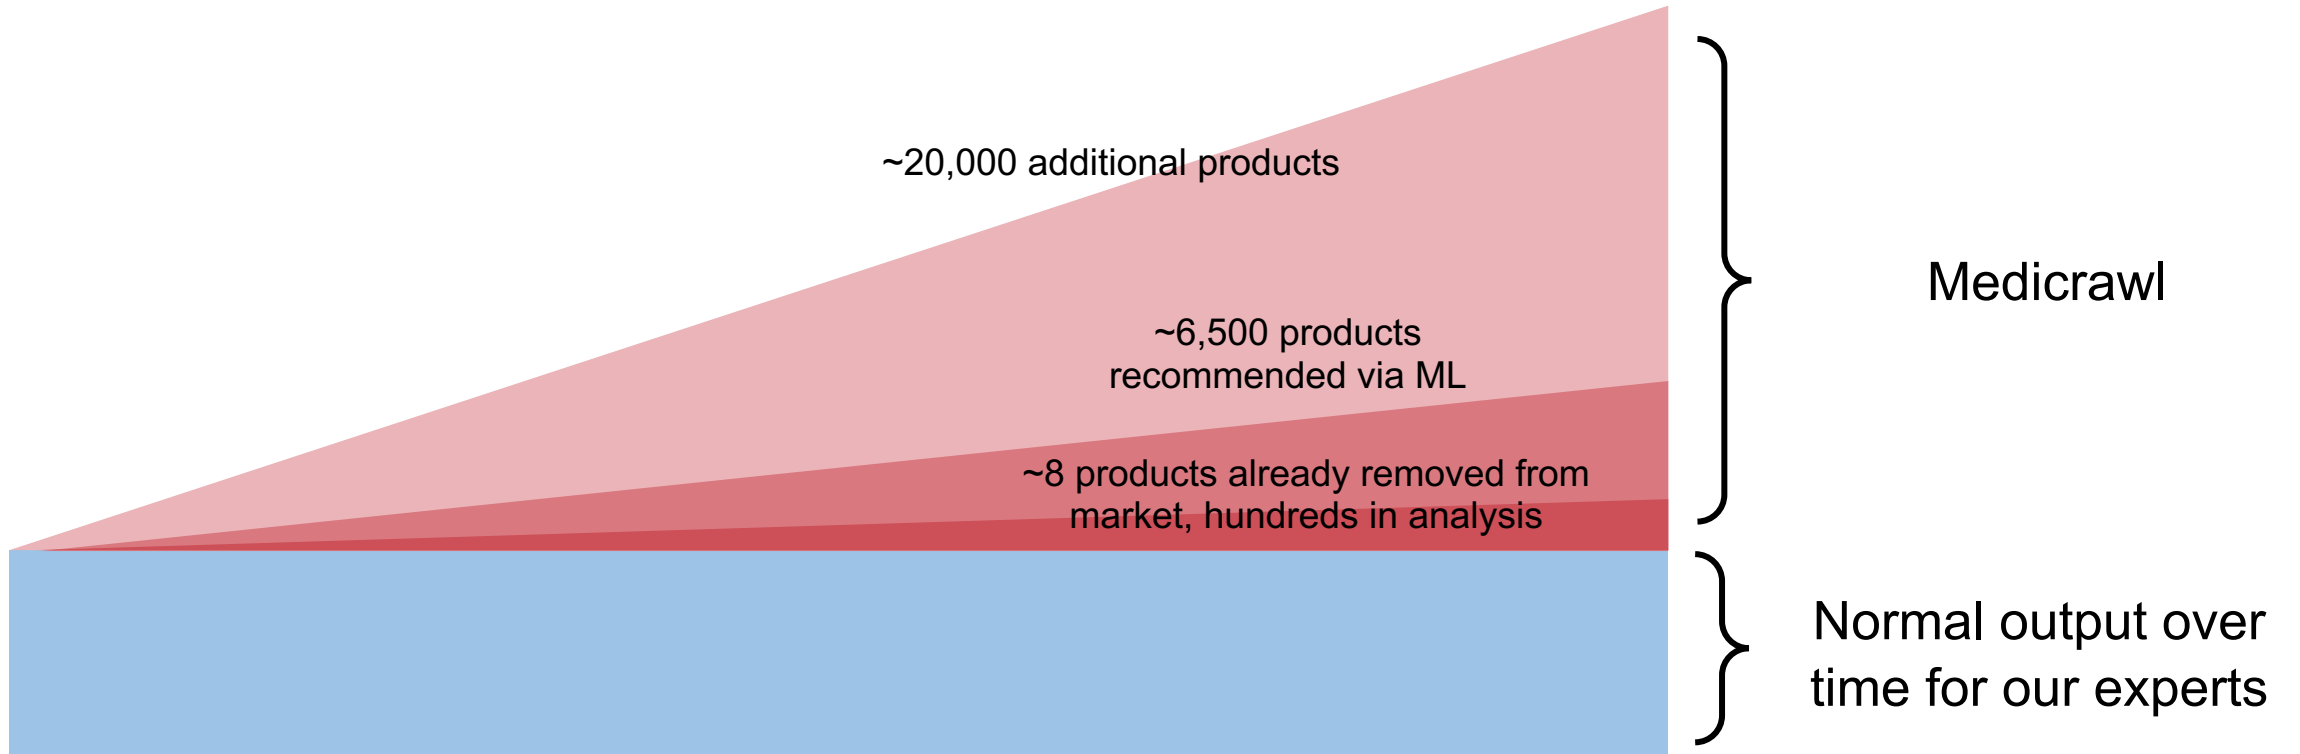 ~20,000 additional products
Medicrawl
~6,500 products
recommended via ML
~8 products already removed from
market, hundreds in analysis
Normal output over
time for our experts